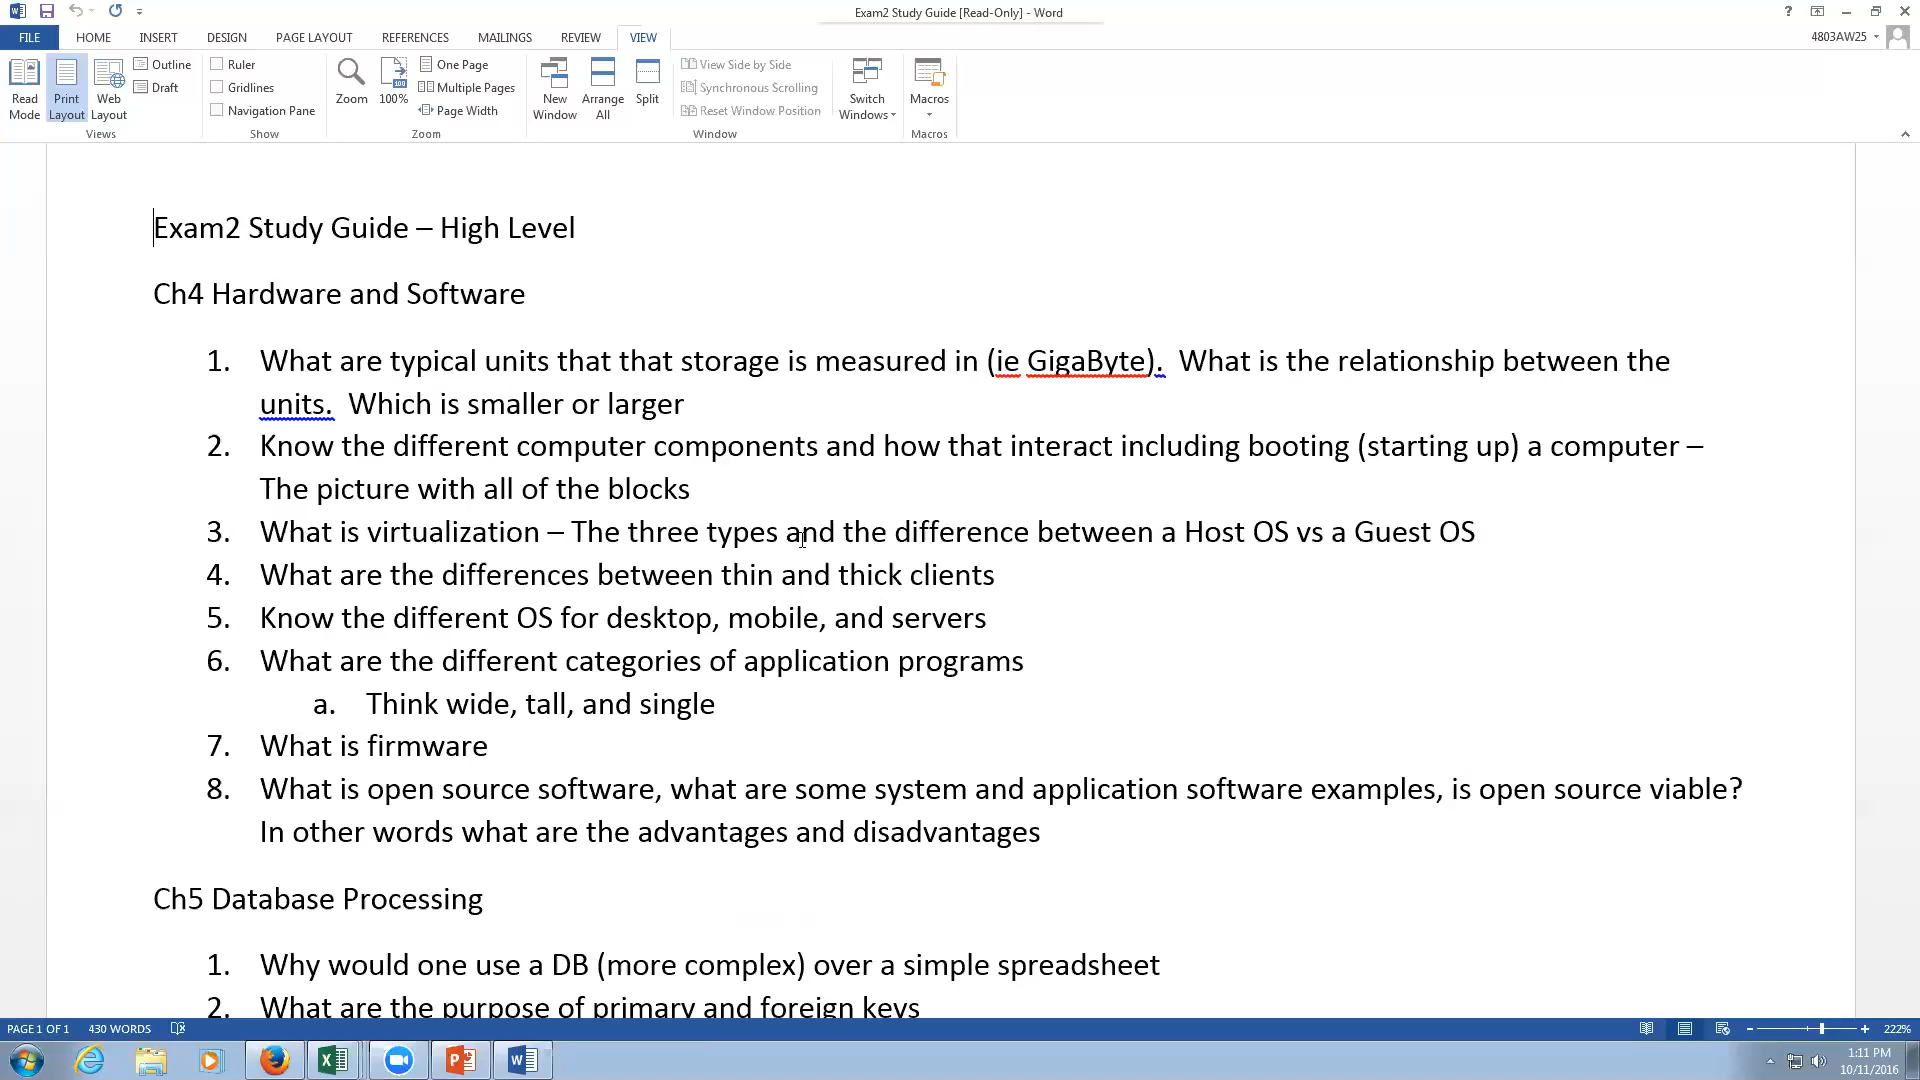 Exam2 Study Guide [Read-Only] - Word
?
FILE HOME INSERT DESIGN PAGE LAYOUT REFERENCES MAILINGS REVIEW VIEW 4803AW25
Outline Ruler One Page View Side by Side
Draft Gridlines Multiple Pages Synchronous Scrolling
Read Mode Print Layout Web Layout Navigation Pane Zoom 100% Page Width New Window Arrange All Split Reset Window Position Switch Windows Macros
Views Show Zoom Window Macros
Exam2 Study Guide – High Level
Ch4 Hardware and Software
1. What are typical units that that storage is measured in (ie GigaByte). What is the relationship between the
units. Which is smaller or larger
2. Know the different computer components and how that interact including booting (starting up) a computer –
The picture with all of the blocks
3. What is virtualization – The three types and the difference between a Host OS vs a Guest OS
4. What are the differences between thin and thick clients
5. Know the different OS for desktop, mobile, and servers
6. What are the different categories of application programs
a. Think wide, tall, and single
7. What is firmware
8. What is open source software, what are some system and application software examples, is open source viable?
In other words what are the advantages and disadvantages
Ch5 Database Processing
1. Why would one use a DB (more complex) over a simple spreadsheet
2. What are the purpose of primary and foreign keys
PAGE 1 OF 1 430 WORDS 222%
1:11 PM
10/11/2016